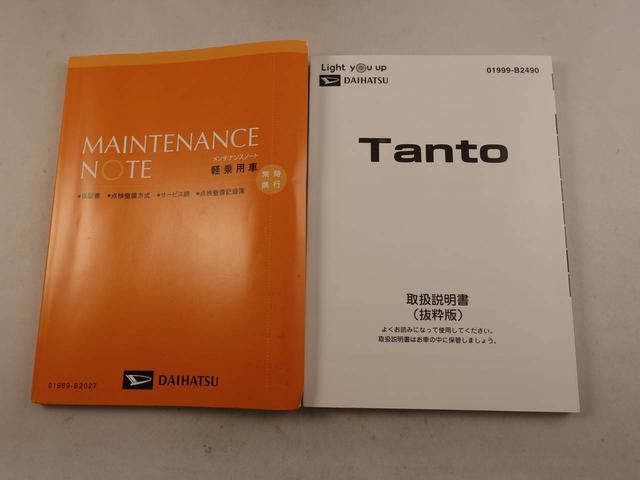 MAINTENANCE
NOTE
メンテナンスノート
軽乗用車
常時
携行
●保証書 ●点検整備方式 ●サービス網 ●点検整備記録簿
01989-B2027
DAIHATSU
Light you up
DAIHATSU
01999-B2490
Tanto
取扱説明書
（抜粋版）
よくお読みになって使用してください。
取扱説明書はお車の中に保管しましょう。